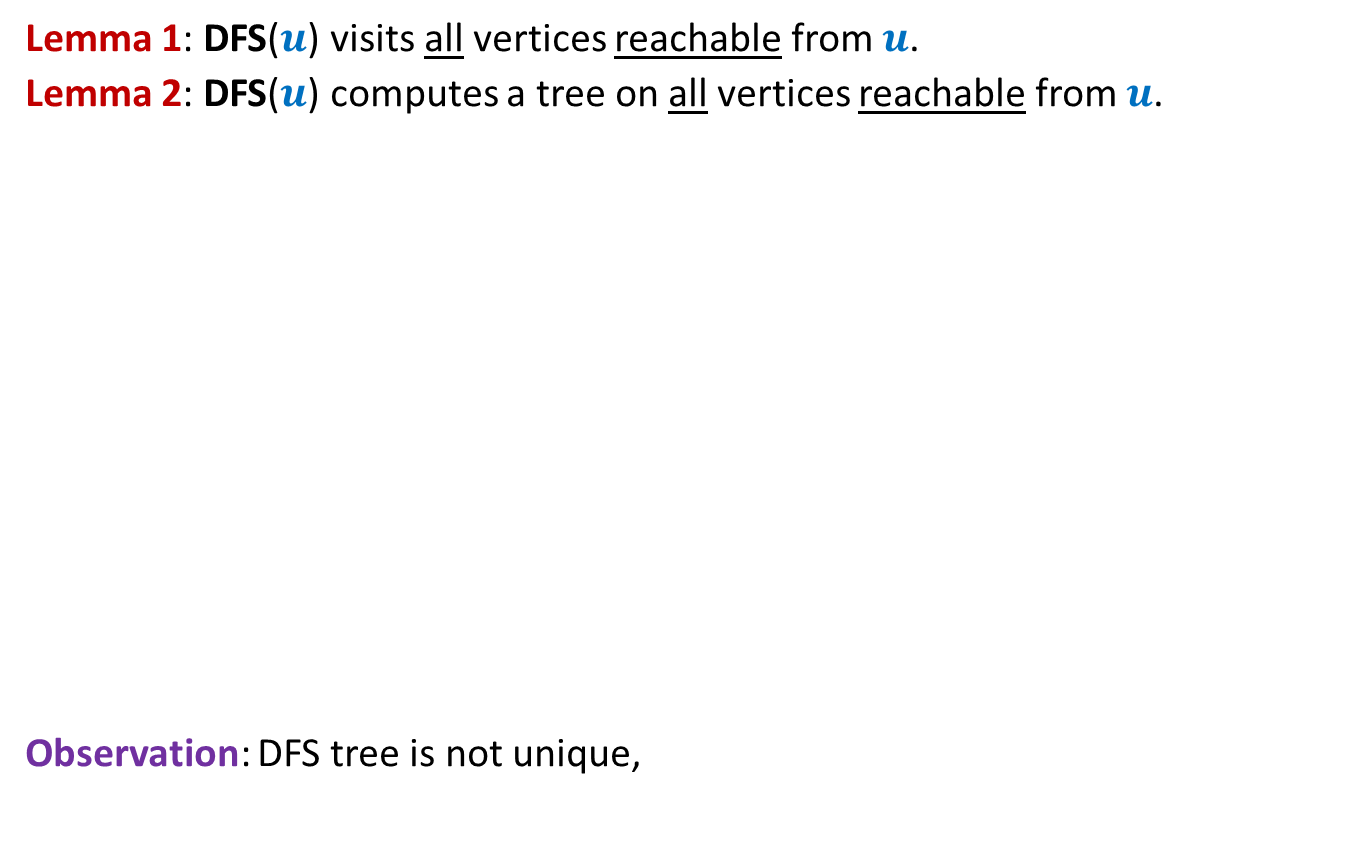 Lemma 1: DFS(u) visits all vertices reachable from u.
Lemma 2: DFS(u) computes a tree on all vertices reachable from u.
Observation: DFS tree is not unique,